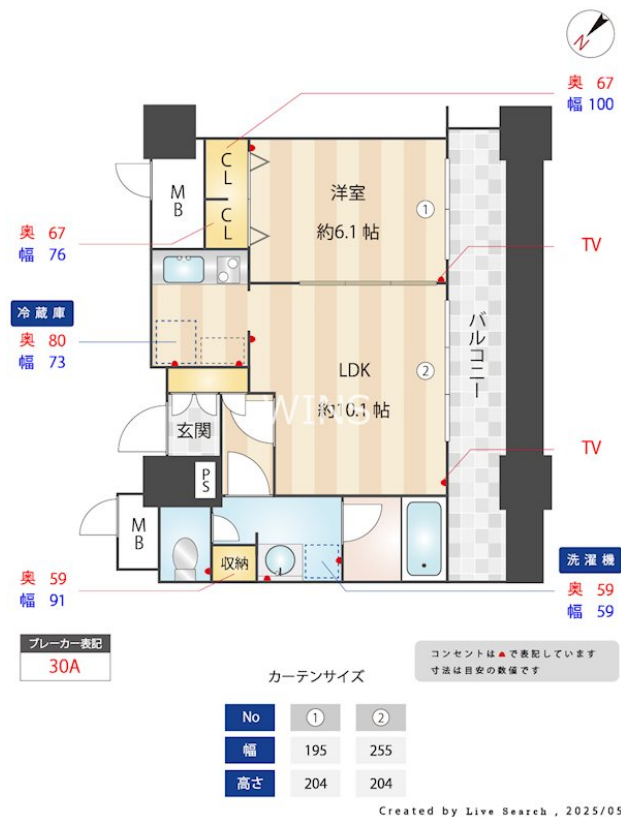 N
奥 67
幅 100
CL
CL
MB
洋室
約6.1 帖
①
奥 67
幅 76
TV
冷蔵庫
奥 80
幅 73
バルコニー
LDK
約10.1 帖
②
WINS
玄関
TV
PS
MB
収納
奥 59
幅 91
洗濯機
奥 59
幅 59
ブレーカー表記
30A
コンセントは▲で表記しています
寸法は目安の数値です
カーテンサイズ
No ① ②
幅 195 255
高さ 204 204
Created by Live Search , 2025/05